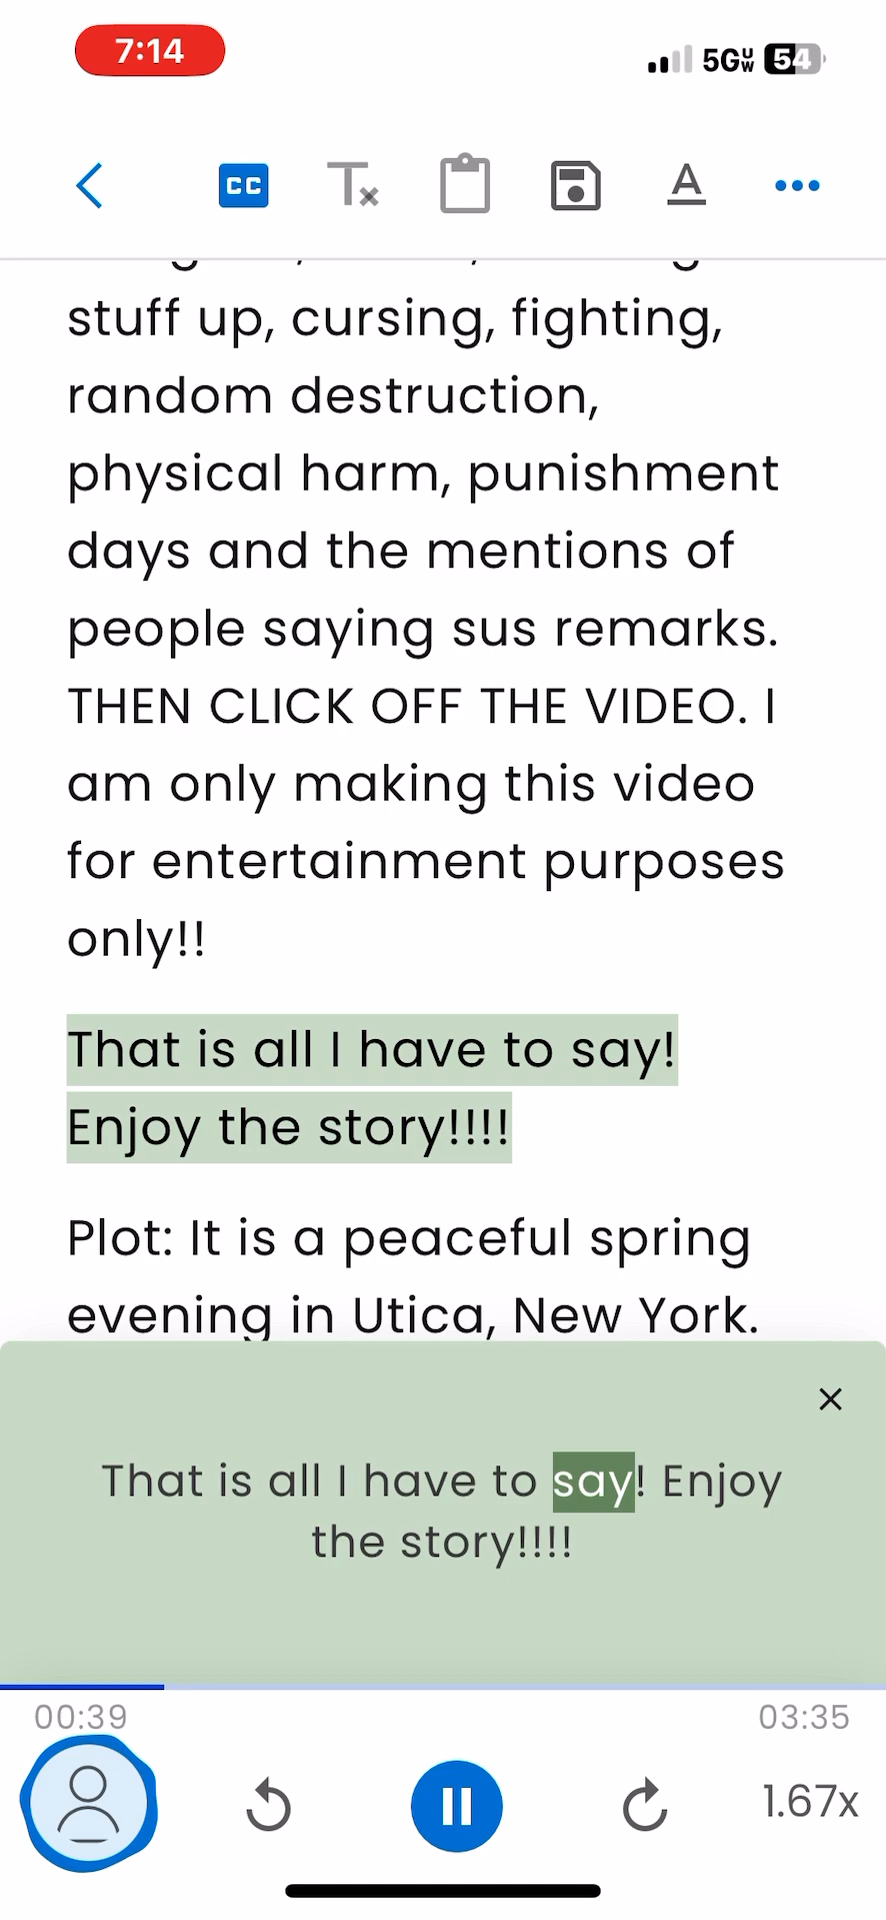 7:14
5GUW 54
CC
stuff up, cursing, fighting,
random destruction,
physical harm, punishment
days and the mentions of
people saying sus remarks.
THEN CLICK OFF THE VIDEO. I
am only making this video
for entertainment purposes
only!!
That is all I have to say!
Enjoy the story!!!!
Plot: It is a peaceful spring
evening in Utica, New York.
That is all I have to say! Enjoy
the story!!!!
00:39
03:35
1.67x